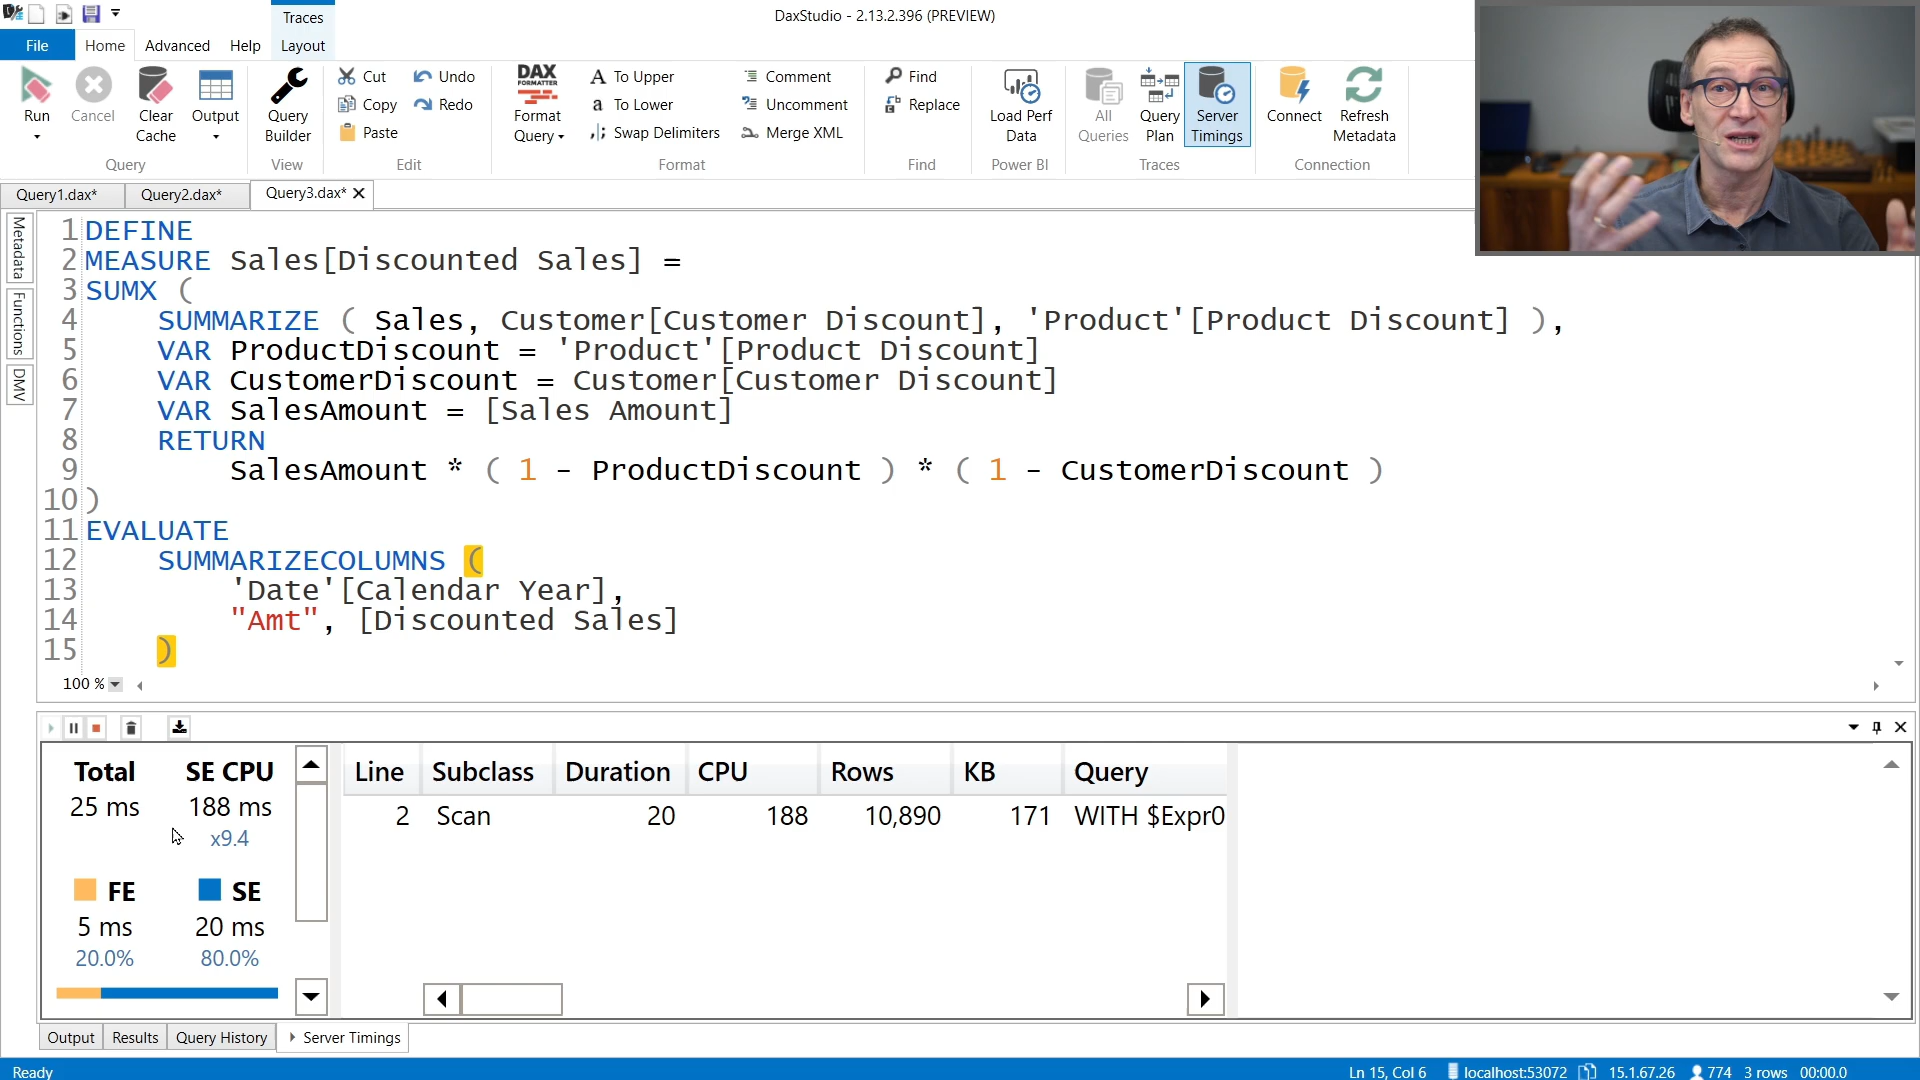 DaxStudio - 2.13.2.396 (PREVIEW)
Traces
File
Home
Advanced
Help
Layout
Run
Cancel
Clear Cache
Output
Query
Query Builder
View
Cut
Copy
Paste
Undo
Redo
Edit
DAX FORMATTER
Format Query
To Upper
To Lower
Swap Delimiters
Comment
Uncomment
Merge XML
Format
Find
Replace
Find
Load Perf Data
Power BI
All Queries
Query Plan
Server Timings
Traces
Connect
Refresh Metadata
Connection
Query1.dax*
Query2.dax*
Query3.dax*
Metadata
Functions
DMV
1 DEFINE
2 MEASURE Sales[Discounted Sales] =
3 SUMX (
4 SUMMARIZE ( Sales, Customer[Customer Discount], 'Product'[Product Discount] ),
5 VAR ProductDiscount = 'Product'[Product Discount]
6 VAR CustomerDiscount = Customer[Customer Discount]
7 VAR SalesAmount = [Sales Amount]
8 RETURN
9 SalesAmount * ( 1 - ProductDiscount ) * ( 1 - CustomerDiscount )
10 )
11 EVALUATE
12 SUMMARIZECOLUMNS (
13 'Date'[Calendar Year],
14 "Amt", [Discounted Sales]
15 )
100 %
Total SE CPU
25 ms 188 ms
x9.4
FE SE
5 ms 20 ms
20.0% 80.0%
Line Subclass Duration CPU Rows KB Query
2 Scan 20 188 10,890 171 WITH $Expr0
Output
Results
Query History
Server Timings
Ready
Ln 15, Col 6
localhost:53072
15.1.67.26
774
3 rows
00:00.0